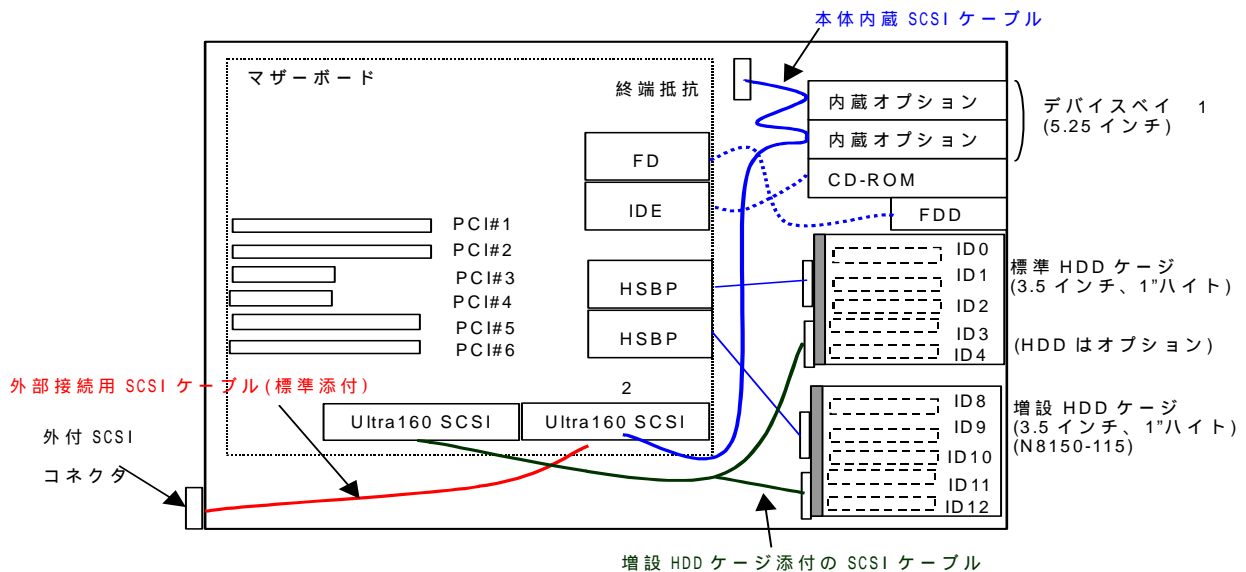 本体内蔵 SCSI ケーブル
マザーボード
終端抵抗
内蔵オプション
内蔵オプション
デバイスベイ 1
(5.25 インチ)
FD
CD-ROM
IDE
FDD
PCI#1
PCI#2
PCI#3
PCI#4
PCI#5
PCI#6
HSBP
HSBP
ID0
ID1
ID2
ID3
ID4
標準 HDD ケージ
(3.5 インチ、1"ハイト)
(HDD はオプション)
外部接続用 SCSI ケーブル(標準添付)
2
Ultra160 SCSI
Ultra160 SCSI
ID8
ID9
ID10
ID11
ID12
増設 HDD ケージ
(3.5 インチ、1"ハイト)
(N8150-115)
外付 SCSI
コネクタ
増設 HDD ケージ添付の SCSI ケーブル